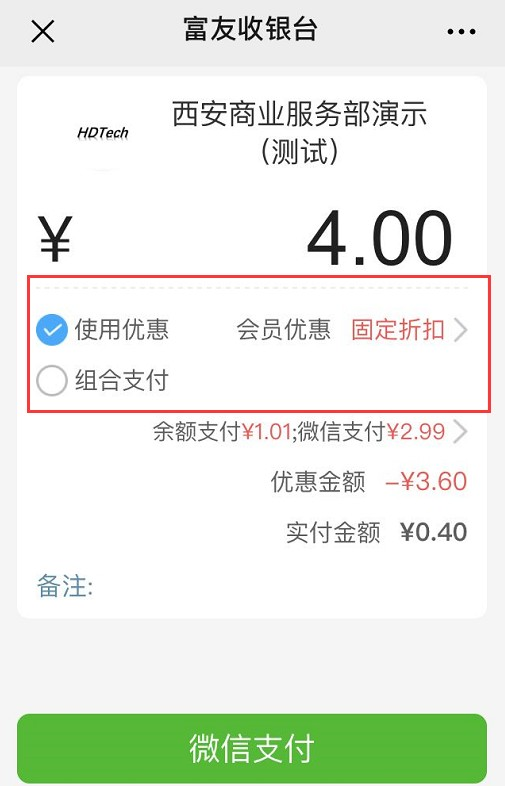 富友收银台
HDTech
西安商业服务部演示
（测试）
¥ 4.00
使用优惠 会员优惠 固定折扣
组合支付
余额支付¥1.01;微信支付¥2.99
优惠金额 -¥3.60
实付金额 ¥0.40
备注:
微信支付